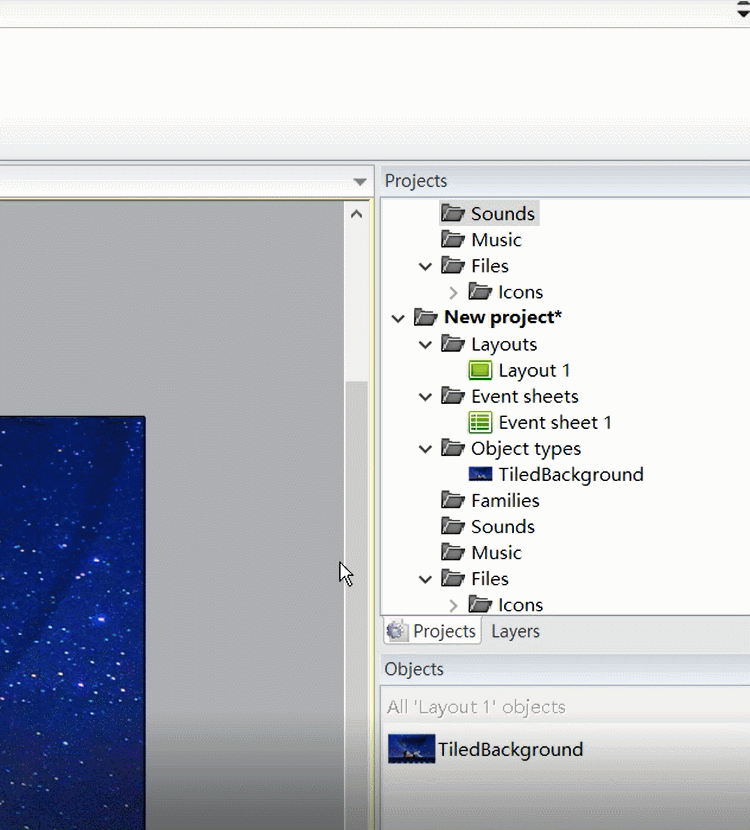 Projects
Sounds
Music
Files
Icons
New project*
Layouts
Layout 1
Event sheets
Event sheet 1
Object types
TiledBackground
Families
Sounds
Music
Files
Icons
Projects
Layers
Objects
All 'Layout 1' objects
TiledBackground